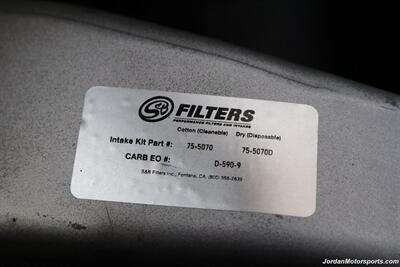 S&B FILTERS
PERFORMANCE FILTERS AND INTAKES
Cotton (Cleanable) Dry (Disposable)
Intake Kit Part #: 75-5070 75-5070D
CARB EO #: D-590-9
S&B Filters Inc., Fontana, CA. (800) 358-2639
JordanMotorsports.com